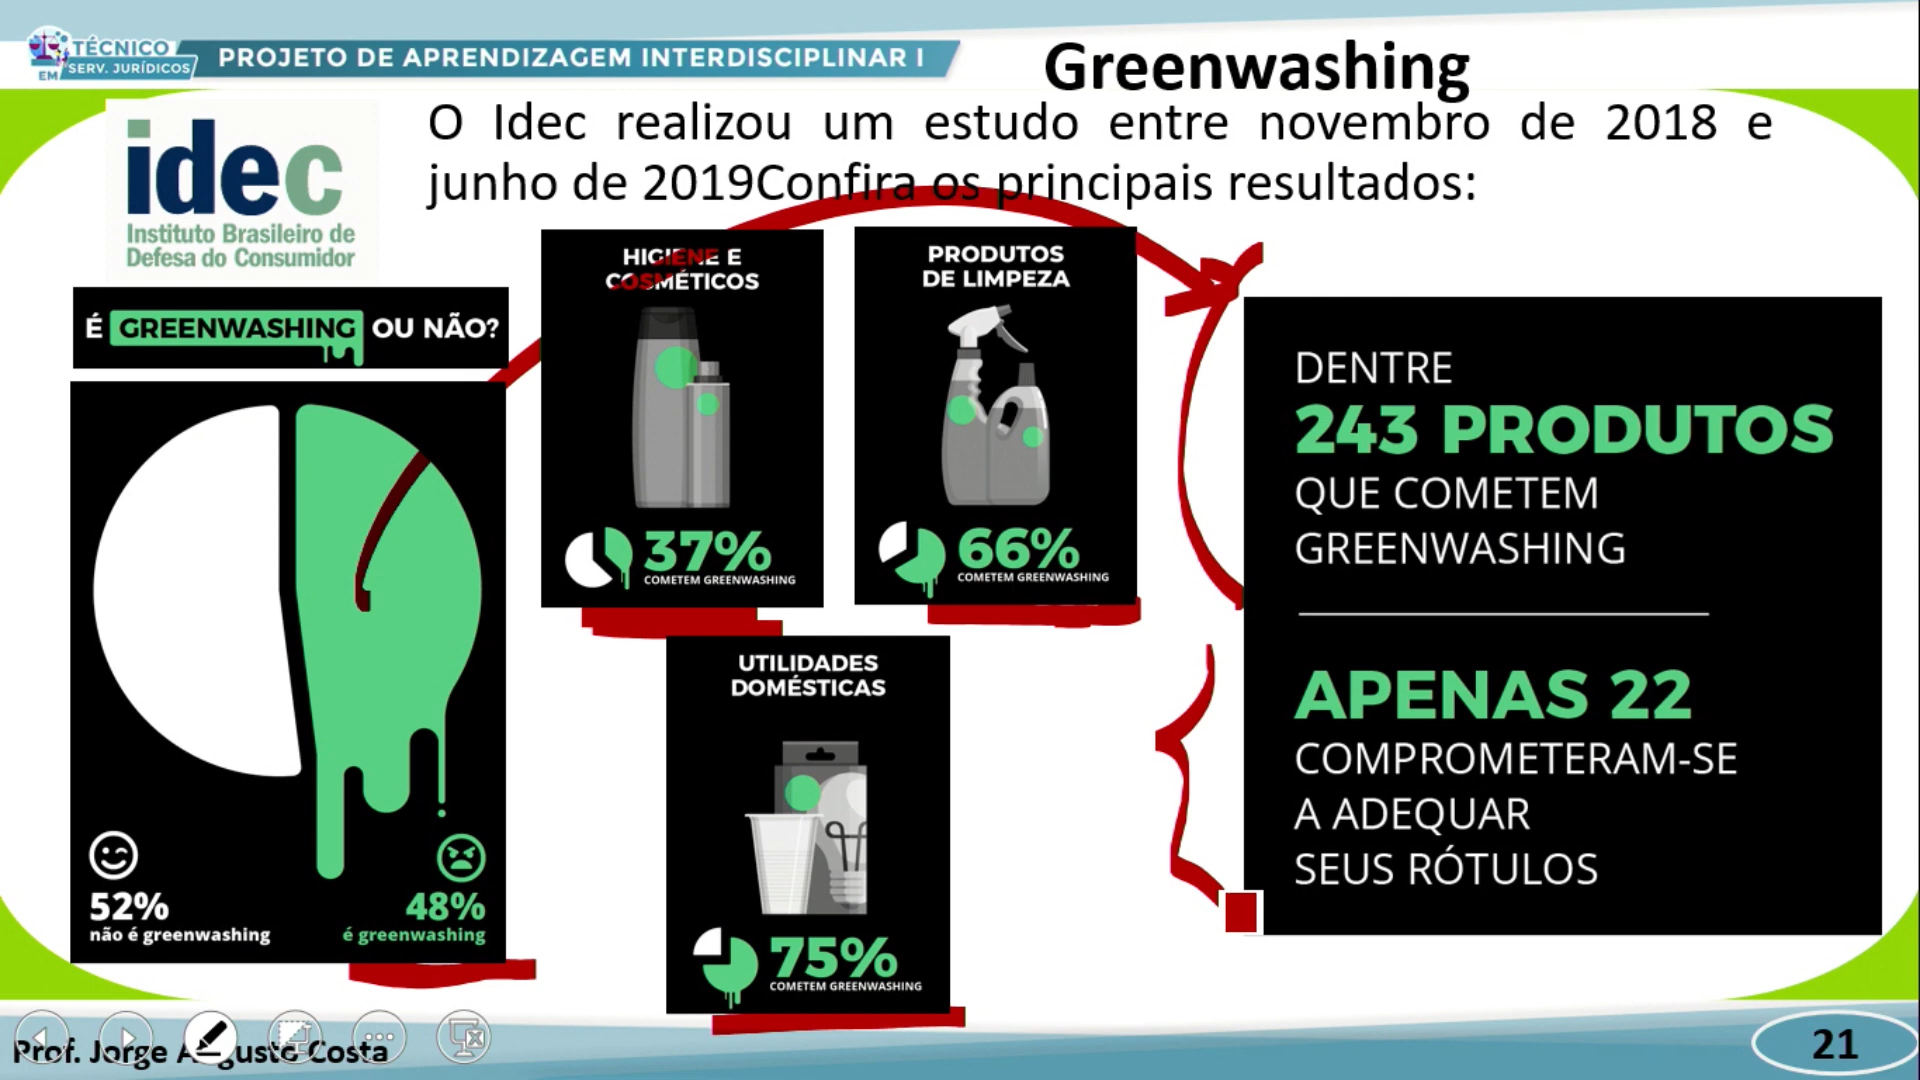 TÉCNICO
EM SERV. JURÍDICOS
PROJETO DE APRENDIZAGEM INTERDISCIPLINAR I
Greenwashing
idec
Instituto Brasileiro de
Defesa do Consumidor
O Idec realizou um estudo entre novembro de 2018 e
junho de 2019Confira os principais resultados:
É GREENWASHING OU NÃO?
52%
não é greenwashing
48%
é greenwashing
HIGIENE E
COSMÉTICOS
37%
COMETEM GREENWASHING
PRODUTOS
DE LIMPEZA
66%
COMETEM GREENWASHING
UTILIDADES
DOMÉSTICAS
75%
COMETEM GREENWASHING
DENTRE
243 PRODUTOS
QUE COMETEM
GREENWASHING
APENAS 22
COMPROMETERAM-SE
A ADEQUAR
SEUS RÓTULOS
Prof. Jorge Augusto Costa
21